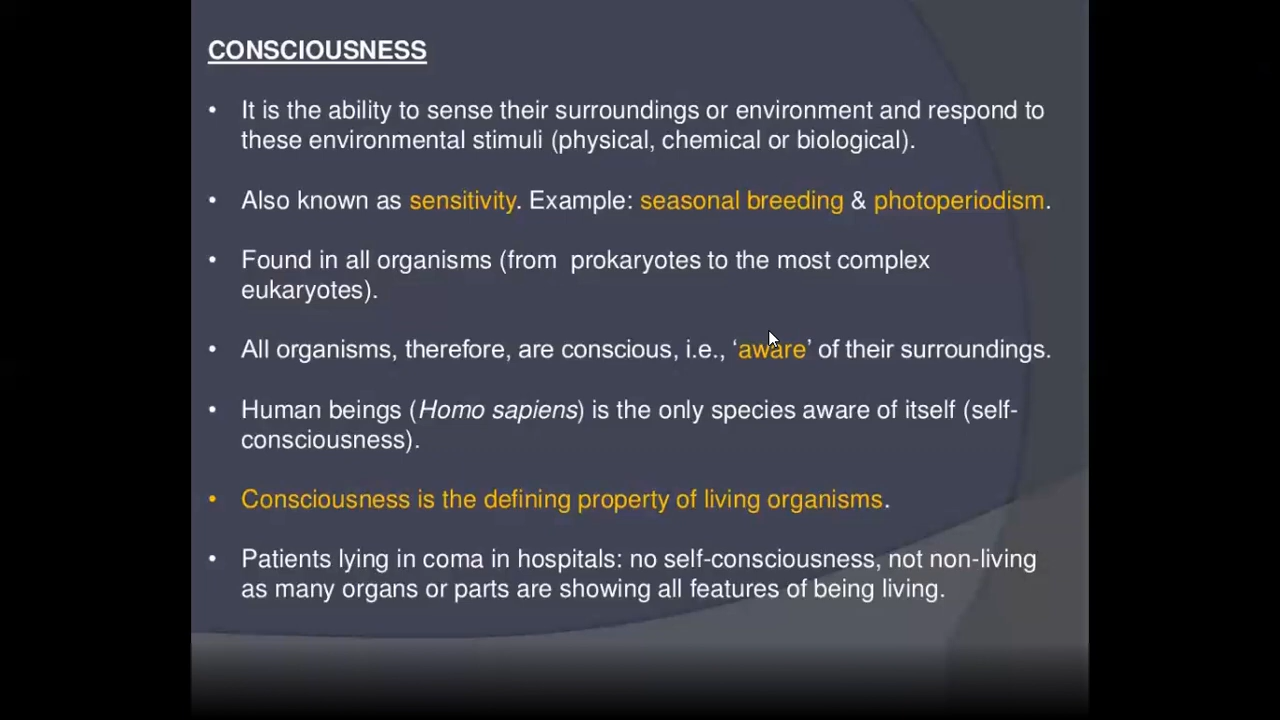 CONSCIOUSNESS
• It is the ability to sense their surroundings or environment and respond to
these environmental stimuli (physical, chemical or biological).
• Also known as sensitivity. Example: seasonal breeding & photoperiodism.
• Found in all organisms (from  prokaryotes to the most complex
eukaryotes).
• All organisms, therefore, are conscious, i.e., ‘aware’ of their surroundings.
• Human beings (Homo sapiens) is the only species aware of itself (self-
consciousness).
• Consciousness is the defining property of living organisms.
• Patients lying in coma in hospitals: no self-consciousness, not non-living
as many organs or parts are showing all features of being living.